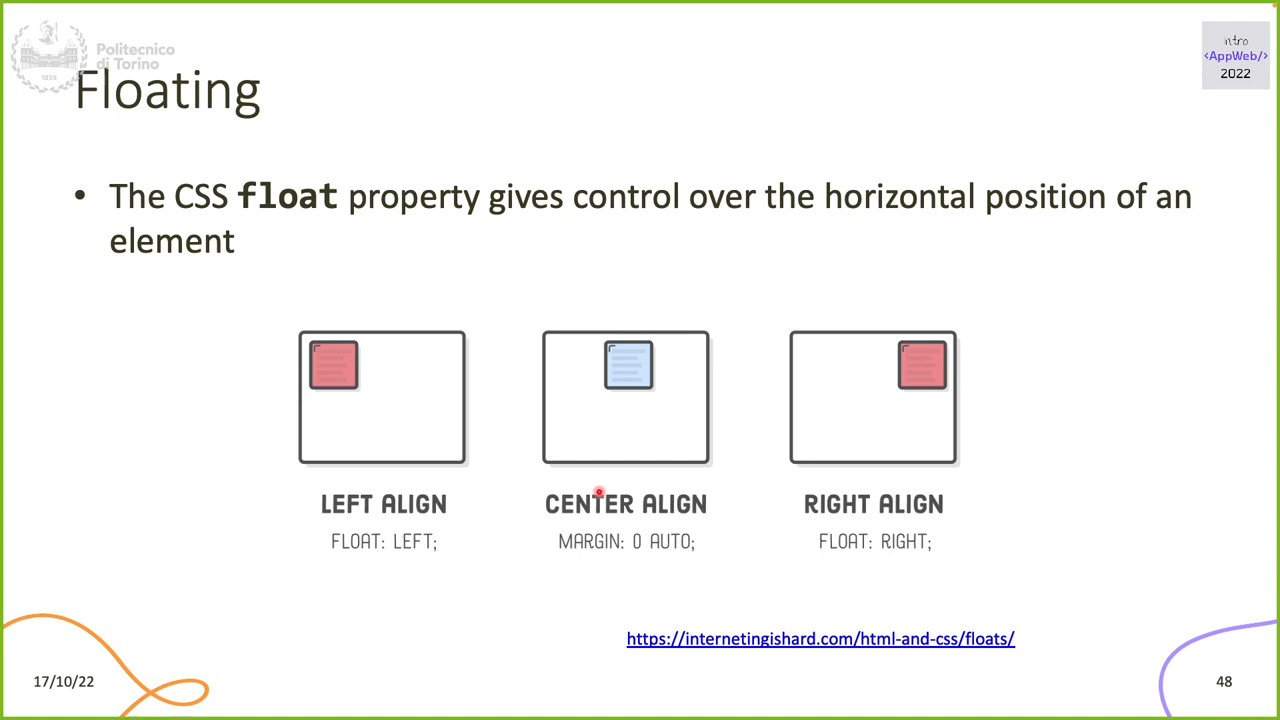 Politecnico
di Torino
1859
intro
<AppWeb/>
2022
Floating
• The CSS float property gives control over the horizontal position of an
element
LEFT ALIGN
FLOAT: LEFT;
CENTER ALIGN
MARGIN: 0 AUTO;
RIGHT ALIGN
FLOAT: RIGHT;
https://internetingishard.com/html-and-css/floats/
17/10/22
48